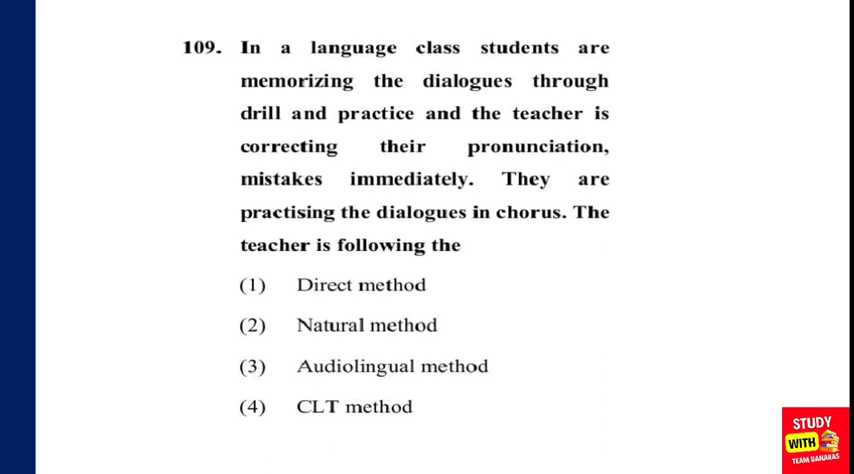 109. In a language class students are
memorizing the dialogues through
drill and practice and the teacher is
correcting their pronunciation,
mistakes immediately. They are
practising the dialogues in chorus. The
teacher is following the
(1) Direct method
(2) Natural method
(3) Audiolingual method
(4) CLT method
STUDY
WITH
TEAM BANARAS